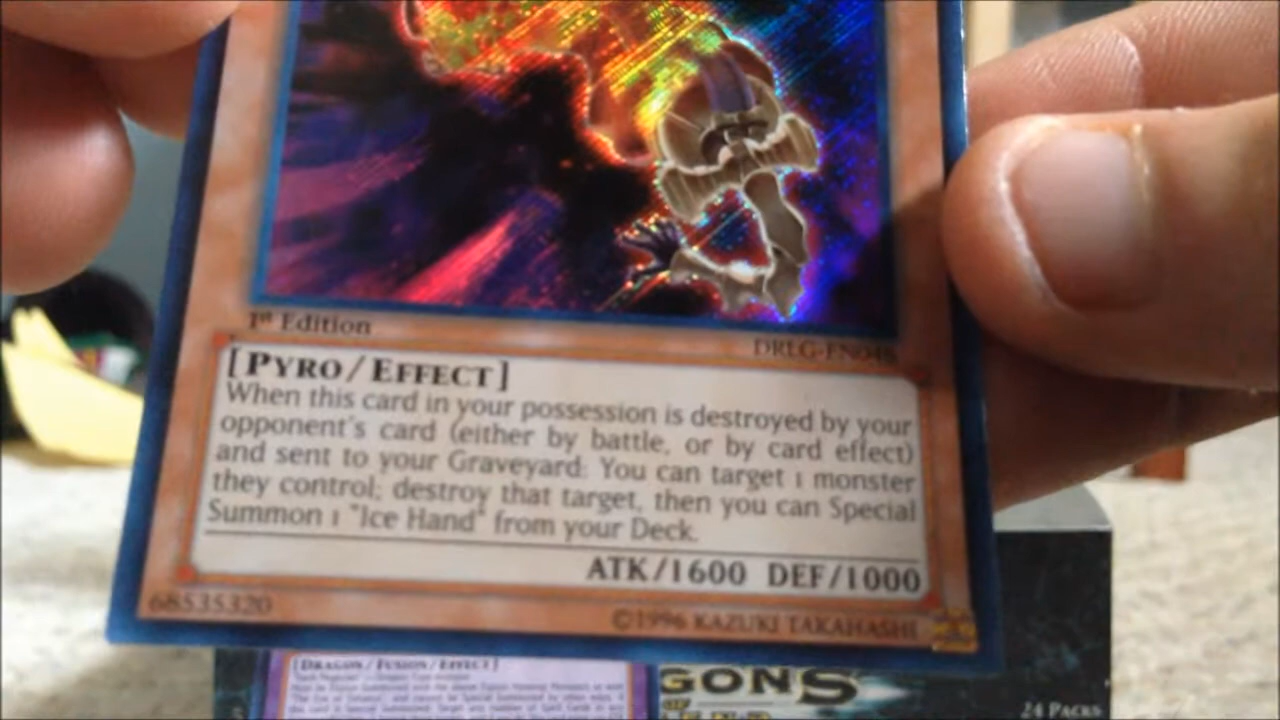 1st Edition
DRLG-EN048
[PYRO/EFFECT]
When this card in your possession is destroyed by your
opponent's card (either by battle, or by card effect)
and sent to your Graveyard: You can target 1 monster
they control; destroy that target, then you can Special
Summon 1 "Ice Hand" from your Deck.
ATK/1600 DEF/1000
68535320
©1996 KAZUKI TAKAHASHI
[DRAGON/FUSION/EFFECT]
GONS
OF
24 PACKS